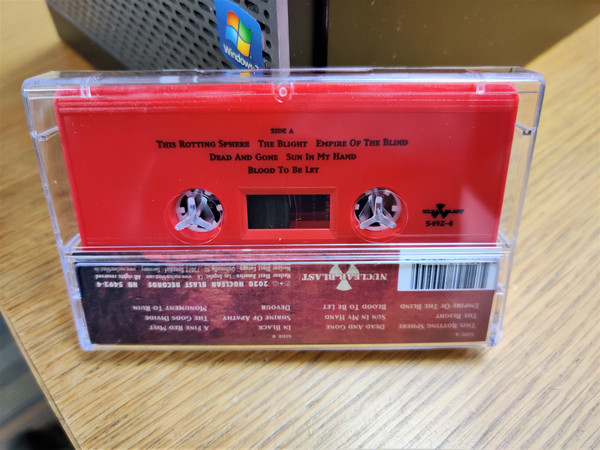 Windows 7
SIDE A
THIS ROTTING SPHERE THE BLIGHT EMPIRE OF THE BLIND
DEAD AND GONE SUN IN MY HAND
BLOOD TO BE LET
NUCLEAR BLAST
5492-4
SIDE A
THIS ROTTING SPHERE DEAD AND GONE
THE BLIGHT SUN IN MY HAND
EMPIRE OF THE BLIND BLOOD TO BE LET
SIDE B
IN BLACK A FINE RED MIST
SHRINE OF APATHY THE GODS DIVIDE
DEVOUR MONUMENT TO RUIN
NUCLEAR BLAST
2020 NUCLEAR BLAST RECORDS NB 5492-4